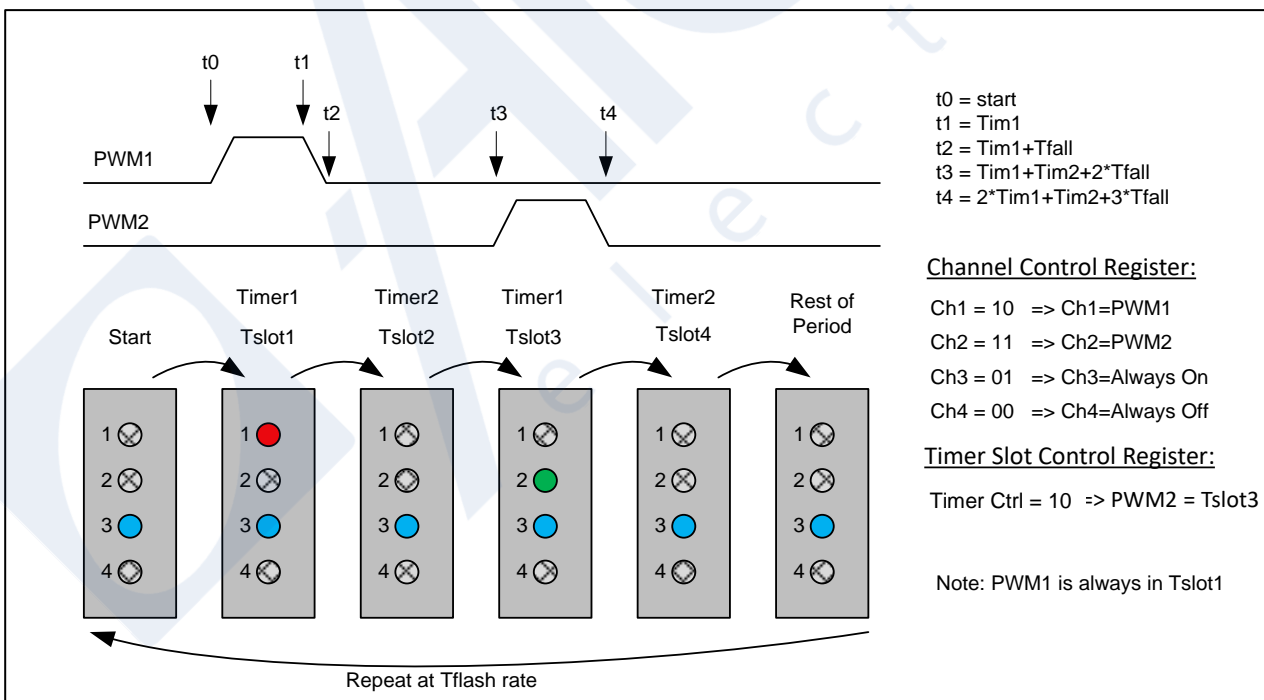 t0 t1
t2 t3 t4
PWM1
PWM2
t0 = start
t1 = Tim1
t2 = Tim1+Tfall
t3 = Tim1+Tim2+2*Tfall
t4 = 2*Tim1+Tim2+3*Tfall
Channel Control Register:
Ch1 = 10 => Ch1=PWM1
Ch2 = 11 => Ch2=PWM2
Ch3 = 01 => Ch3=Always On
Ch4 = 00 => Ch4=Always Off
Timer Slot Control Register:
Timer Ctrl = 10 => PWM2 = Tslot3
Note: PWM1 is always in Tslot1
Start
Timer1
Tslot1
Timer2
Tslot2
Timer1
Tslot3
Timer2
Tslot4
Rest of
Period
1 1 1 1 1 1
2 2 2 2 2 2
3 3 3 3 3 3
4 4 4 4 4 4
Repeat at Tflash rate